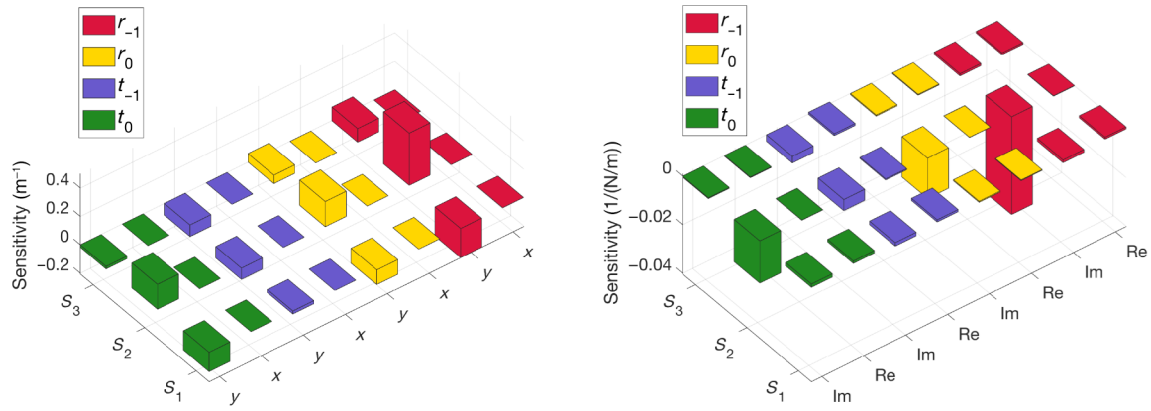 r₋₁
r₀
t₋₁
t₀
Sensitivity (m⁻¹)
0.4
0.2
0
−0.2
S₃
S₂
S₁
y
x
y
x
y
x
y
x
r₋₁
r₀
t₋₁
t₀
Sensitivity (1/(N/m))
0
−0.02
−0.04
S₃
S₂
S₁
Im
Re
Im
Re
Im
Re
Im
Re